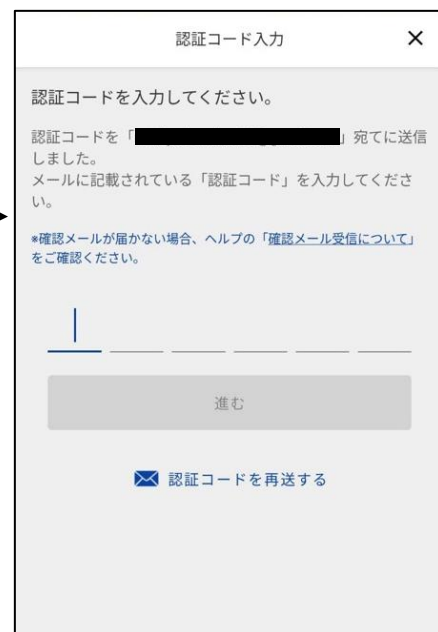 認証コード入力 ×
認証コードを入力してください。
認証コードを「 」宛てに送信
しました。
メールに記載されている「認証コード」を入力してくださ
い。
*確認メールが届かない場合、ヘルプの「確認メール受信について」
をご確認ください。
進む
認証コードを再送する